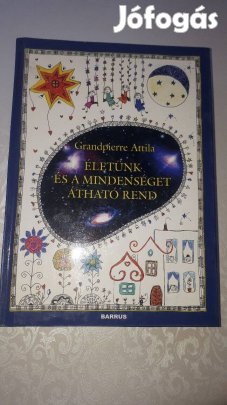 Jófogás
Grandpierre Attila
ÉLETÜNK
ÉS A MINDENSÉGET
ÁTHATÓ REND
BARRUS